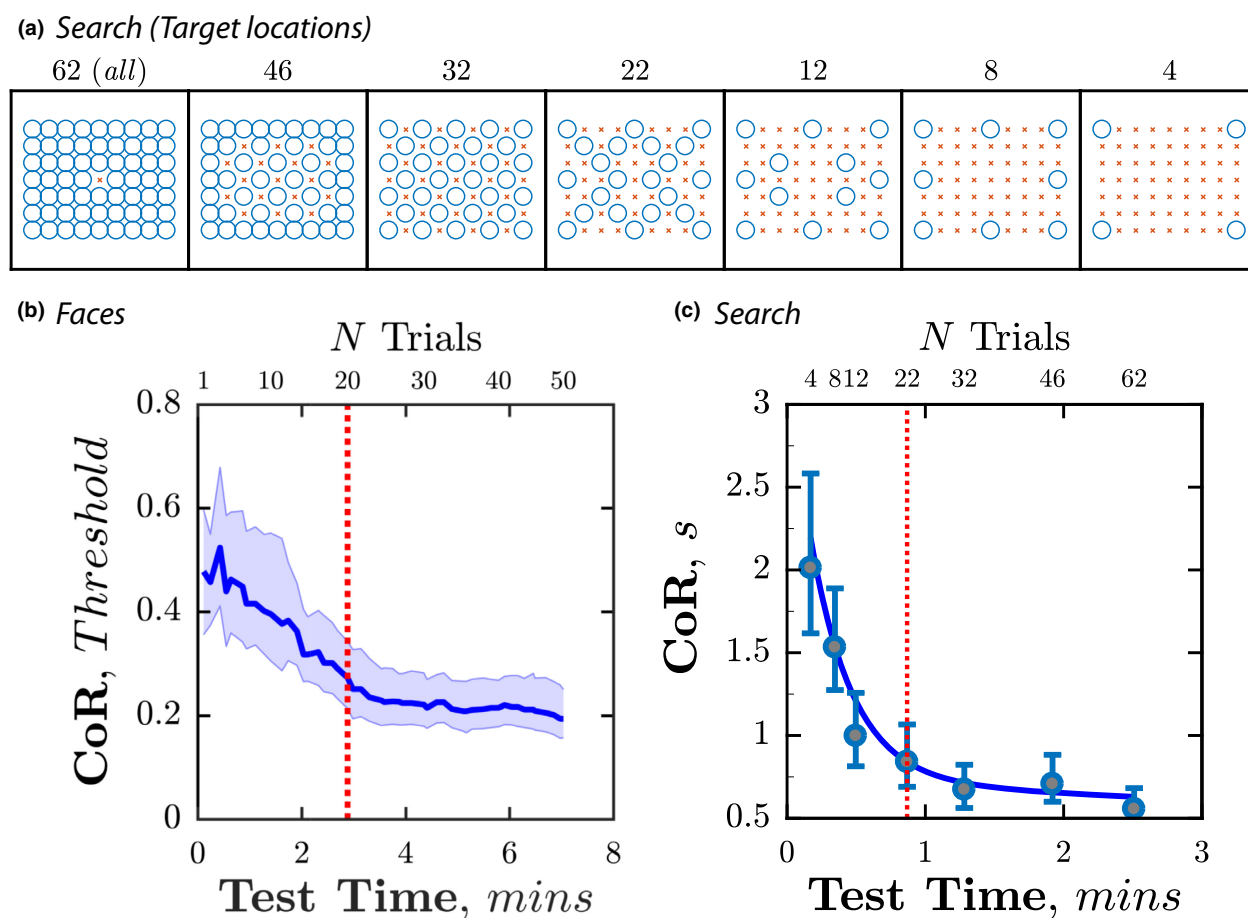 (a) Search (Target locations)
62 (all) 46 32 22 12 8 4
(b) Faces
N Trials
1 10 20 30 40 50
0.8
0.6
0.4
0.2
0
CoR, Threshold
0 2 4 6 8
Test Time, mins
(c) Search
N Trials
4 8 12 22 32 46 62
3
2.5
2
1.5
1
0.5
CoR, s
0 1 2 3
Test Time, mins